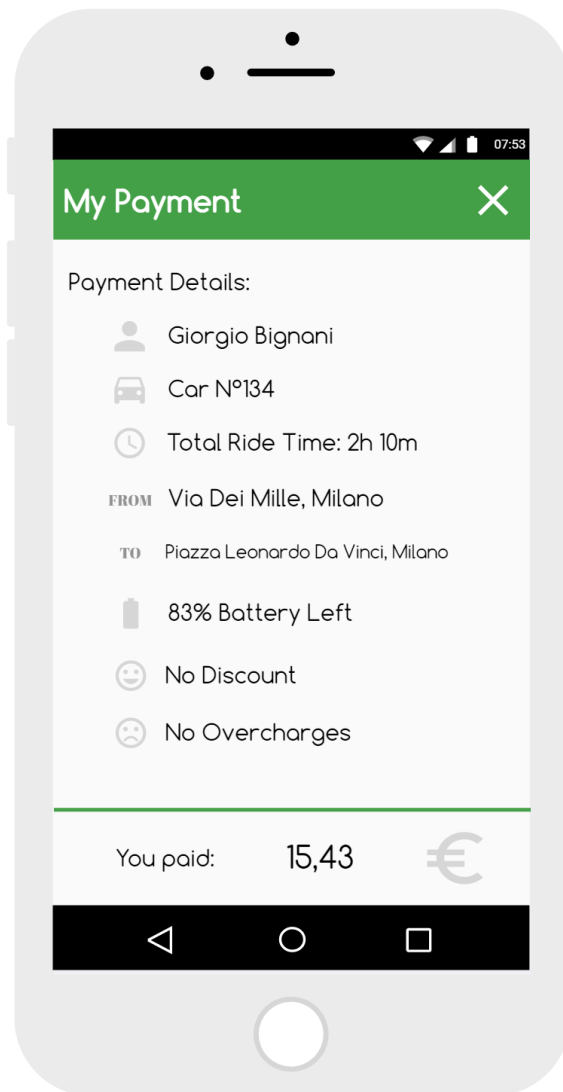 07:53
My Payment
Payment Details:
Giorgio Bignani
Car N°134
Total Ride Time: 2h 10m
FROM Via Dei Mille, Milano
TO Piazza Leonardo Da Vinci, Milano
83% Battery Left
No Discount
No Overcharges
You paid: 15,43 €